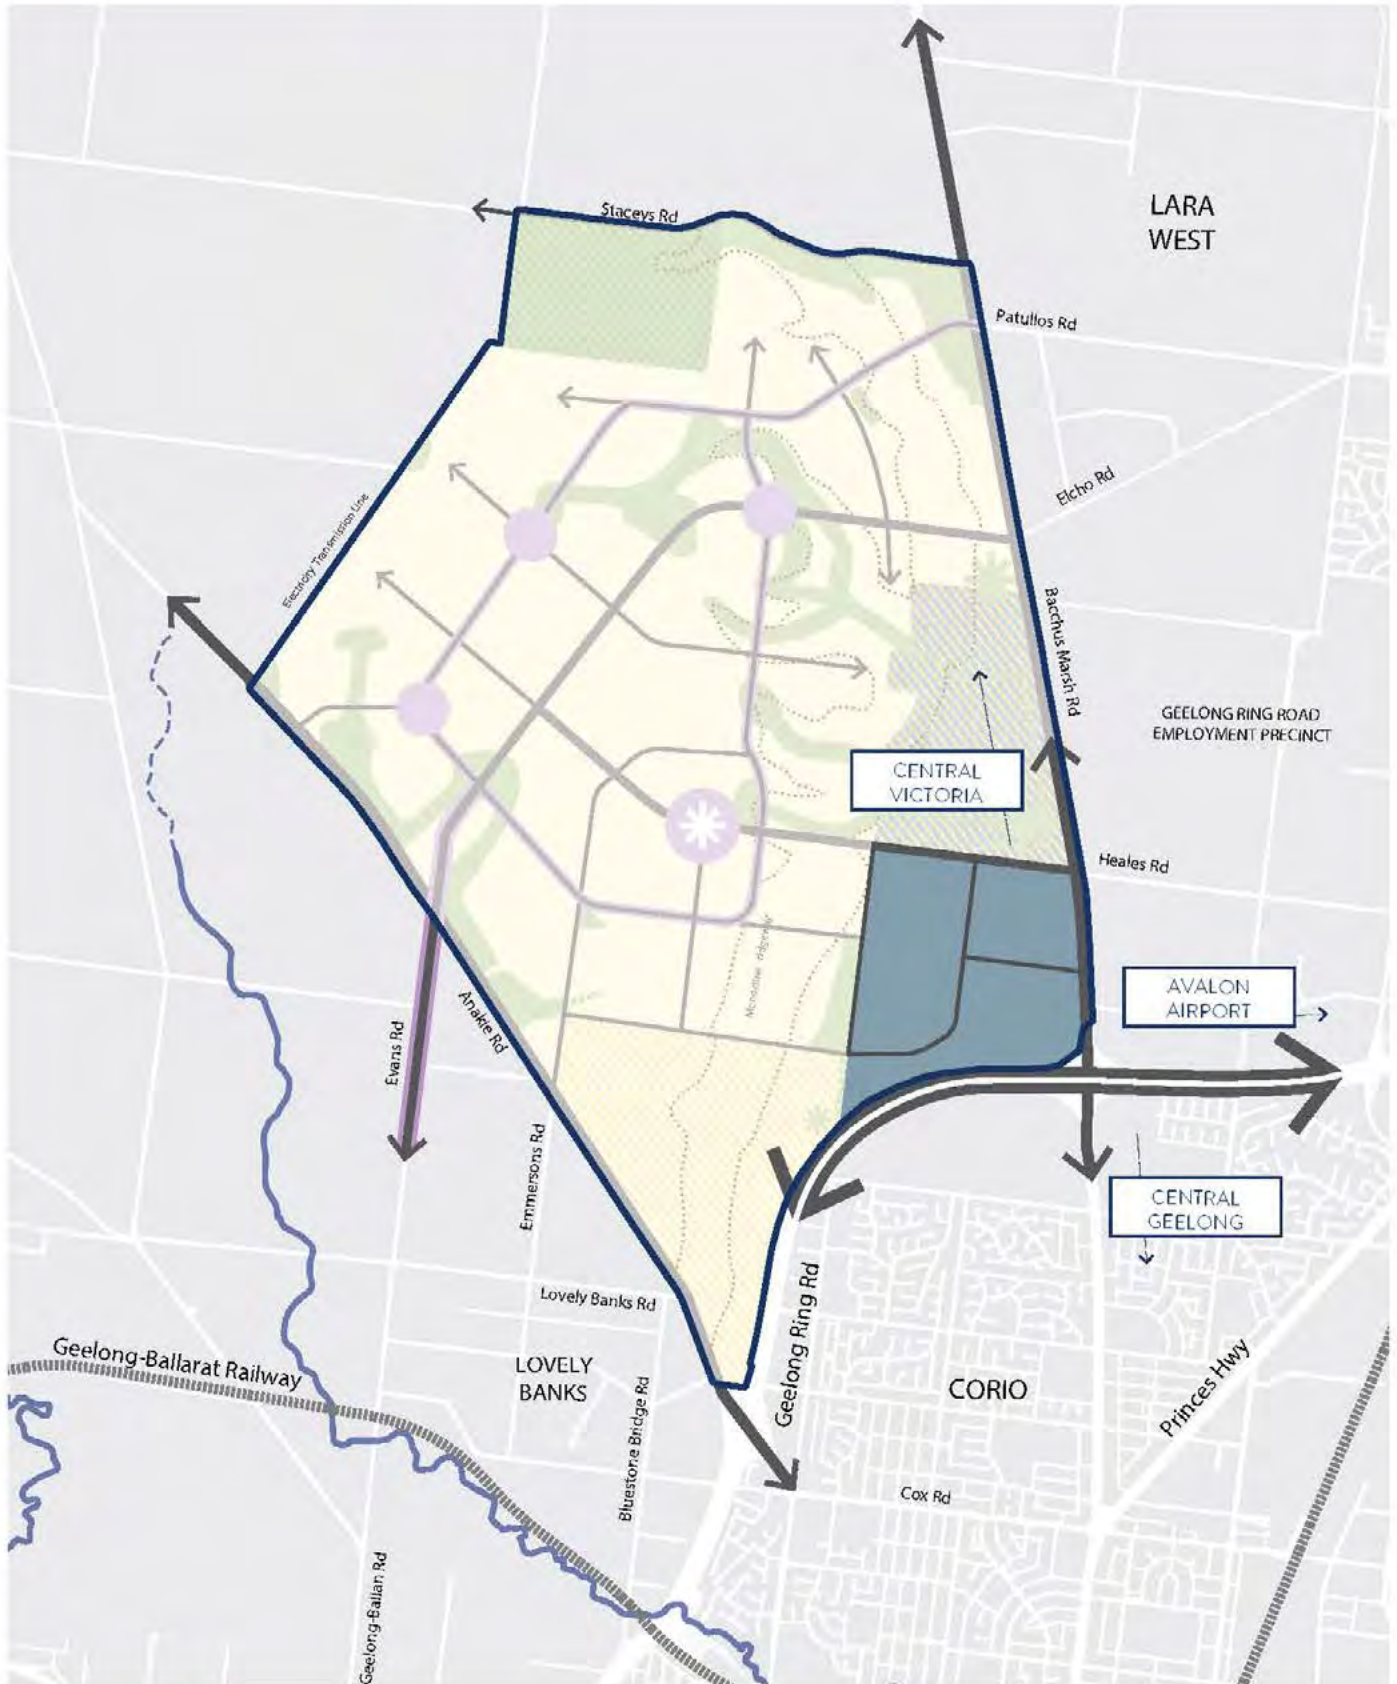 LARA
WEST
Staceys Rd
Patullos Rd
Elcho Rd
Electricity Transmission Line
Bacchus Marsh Rd
GEELONG RING ROAD
EMPLOYMENT PRECINCT
CENTRAL
VICTORIA
Heales Rd
AVALON
AIRPORT
Anakie Rd
Evans Rd
Emmersons Rd
CENTRAL
GEELONG
Lovely Banks Rd
Geelong Ring Rd
Geelong-Ballarat Railway
LOVELY
BANKS
CORIO
Princes Hwy
Bluestone Bridge Rd
Cox Rd
Geelong-Ballan Rd